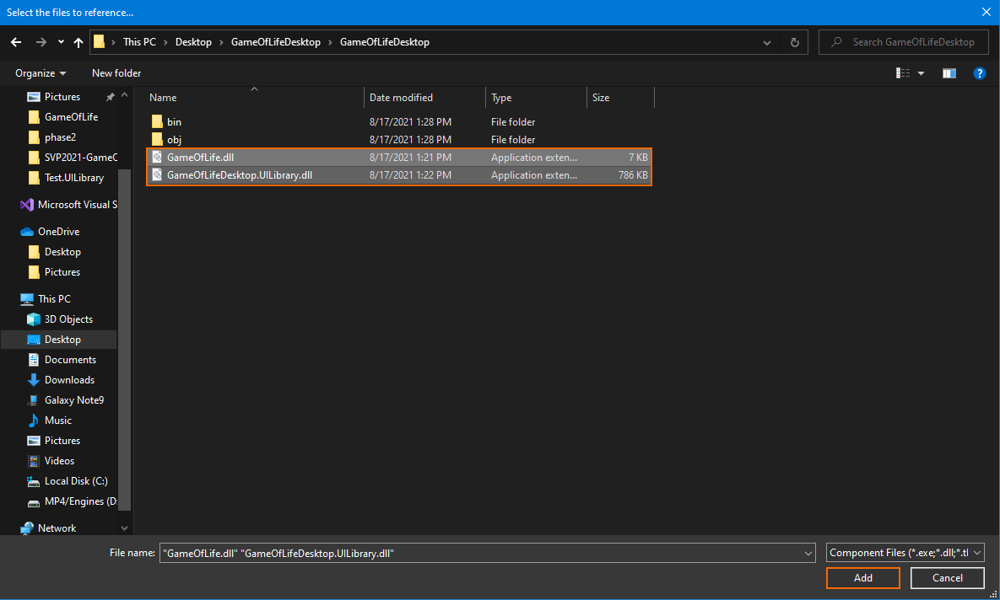 Select the files to reference...
This PC > Desktop > GameOfLifeDesktop > GameOfLifeDesktop
Search GameOfLifeDesktop
Organize
New folder
?
Pictures
GameOfLife
phase2
SVP2021-GameC
Test.UILibrary
Microsoft Visual S
OneDrive
Desktop
Pictures
This PC
3D Objects
Desktop
Documents
Downloads
Galaxy Note9
Music
Pictures
Videos
Local Disk (C:)
MP4/Engines (D:
Network
Name Date modified Type Size
bin 8/17/2021 1:28 PM File folder
obj 8/17/2021 1:28 PM File folder
GameOfLife.dll 8/17/2021 1:21 PM Application exten... 7 KB
GameOfLifeDesktop.UILibrary.dll 8/17/2021 1:22 PM Application exten... 786 KB
File name: "GameOfLife.dll" "GameOfLifeDesktop.UILibrary.dll"
Component Files (*.exe;*.dll;*.tl
Add
Cancel